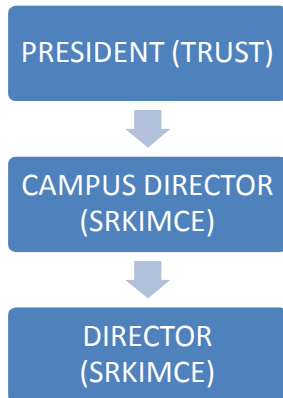 PRESIDENT (TRUST)
CAMPUS DIRECTOR
(SRKIMCE)
DIRECTOR
(SRKIMCE)